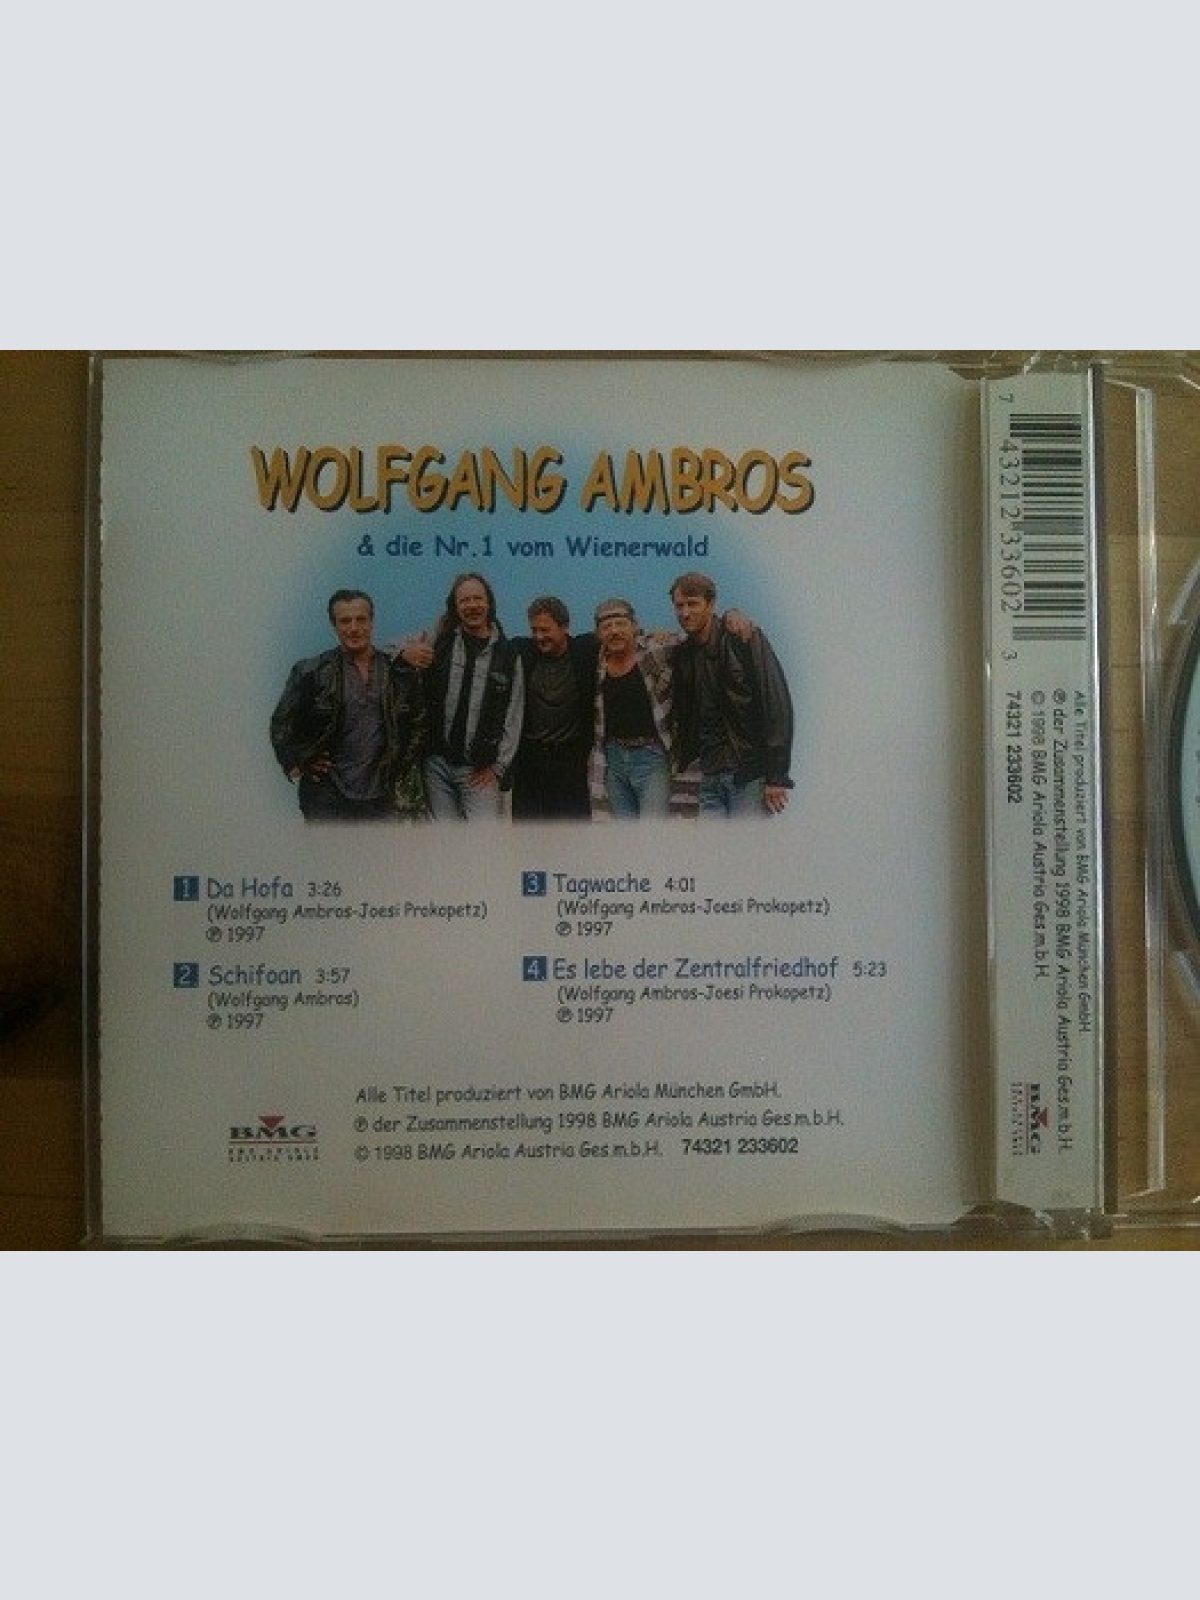 WOLFGANG AMBROS
& die Nr.1 vom Wienerwald
1 Da Hofa 3:26
(Wolfgang Ambros-Joesi Prokopetz)
℗ 1997
2 Schifoan 3:57
(Wolfgang Ambros)
℗ 1997
3 Tagwache 4:01
(Wolfgang Ambros-Joesi Prokopetz)
℗ 1997
4 Es lebe der Zentralfriedhof 5:23
(Wolfgang Ambros-Joesi Prokopetz)
℗ 1997
Alle Titel produziert von BMG Ariola München GmbH.
℗ der Zusammenstellung 1998 BMG Ariola Austria Ges.m.b.H.
© 1998 BMG Ariola Austria Ges.m.b.H. 74321 233602
BMG
7 43212 33602 3
Alle Titel produziert von BMG Ariola München GmbH.
℗ der Zusammenstellung 1998 BMG Ariola Austria Ges.m.b.H.
© 1998 BMG Ariola Austria Ges.m.b.H.
74321 233602
BMG